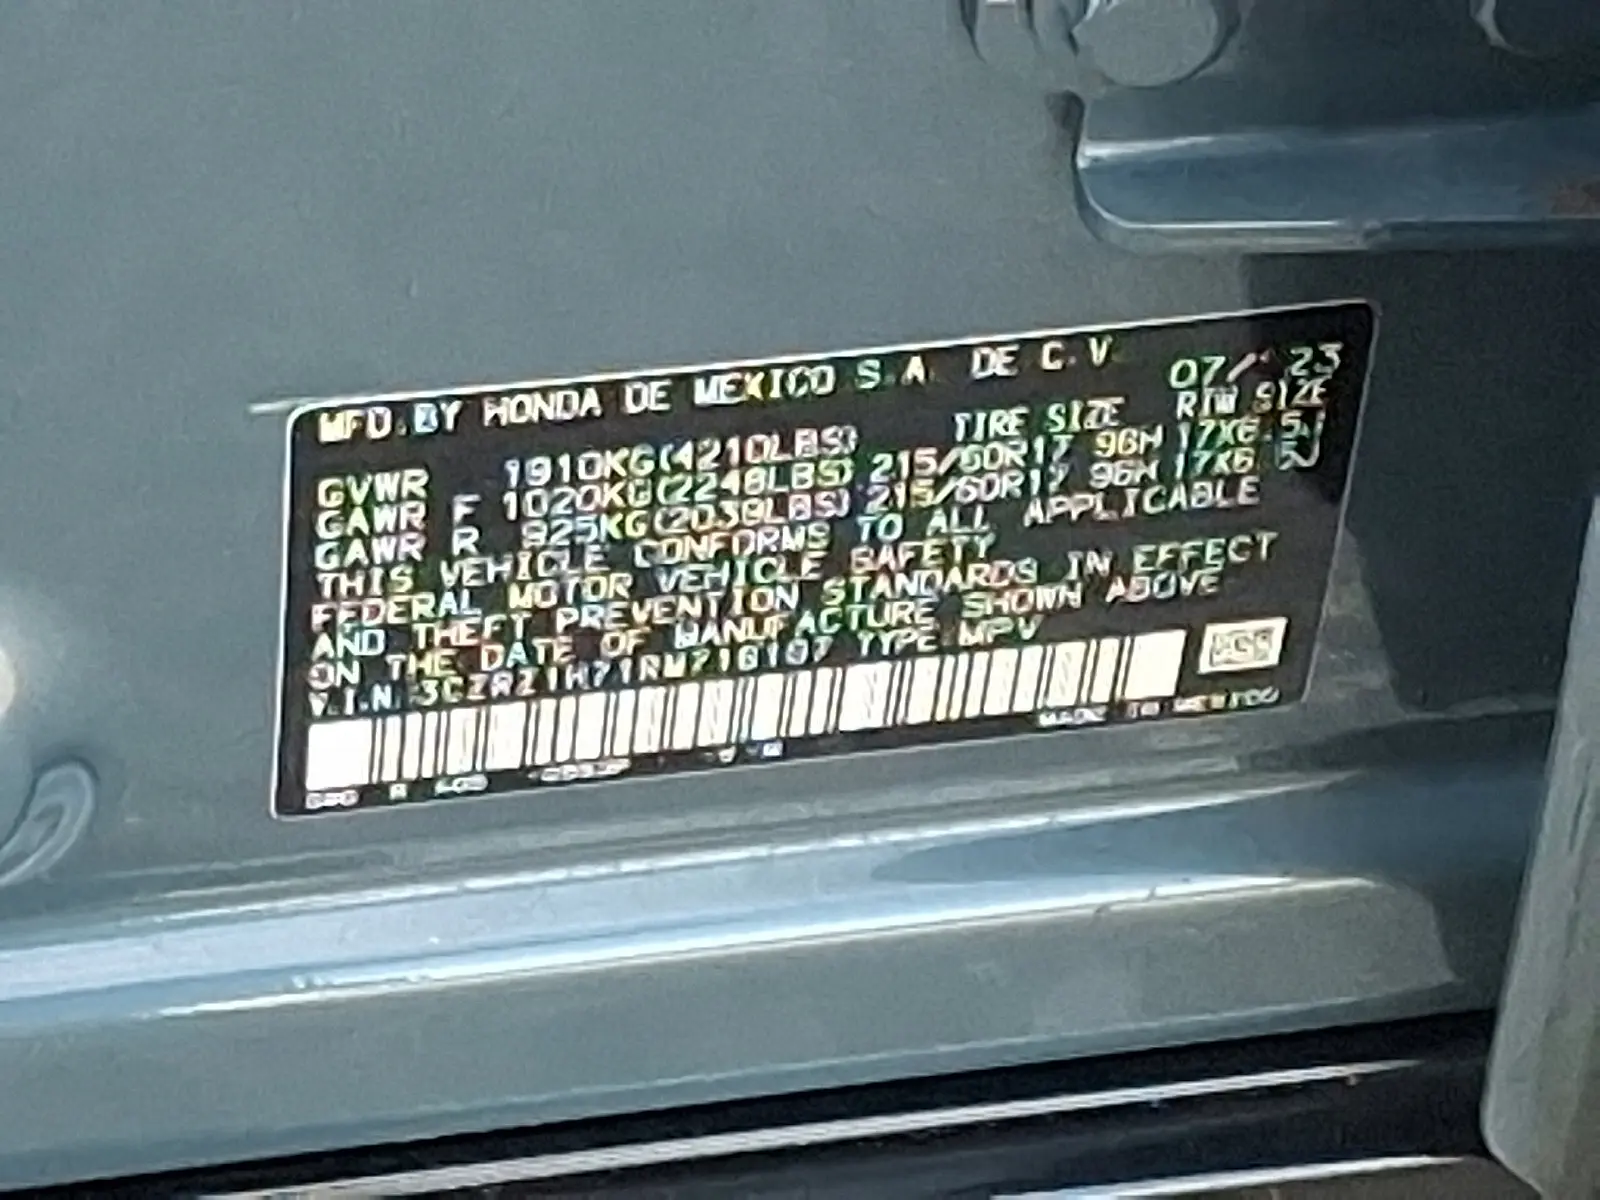 MFD.BY HONDA DE MEXICO S.A. DE C.V. 07/23
TIRE SIZE RIM SIZE
GVWR 1910KG(4210LBS)
GAWR F 1020KG(2248LBS) 215/60R17 96H 17X6.5J
GAWR R 925KG(2039LBS) 215/60R17 96H 17X6.5J
THIS VEHICLE CONFORMS TO ALL APPLICABLE
FEDERAL MOTOR VEHICLE SAFETY
AND THEFT PREVENTION STANDARDS IN EFFECT
ON THE DATE OF MANUFACTURE SHOWN ABOVE
V.I.N. TYPE:MPV
MADE IN MEXICO